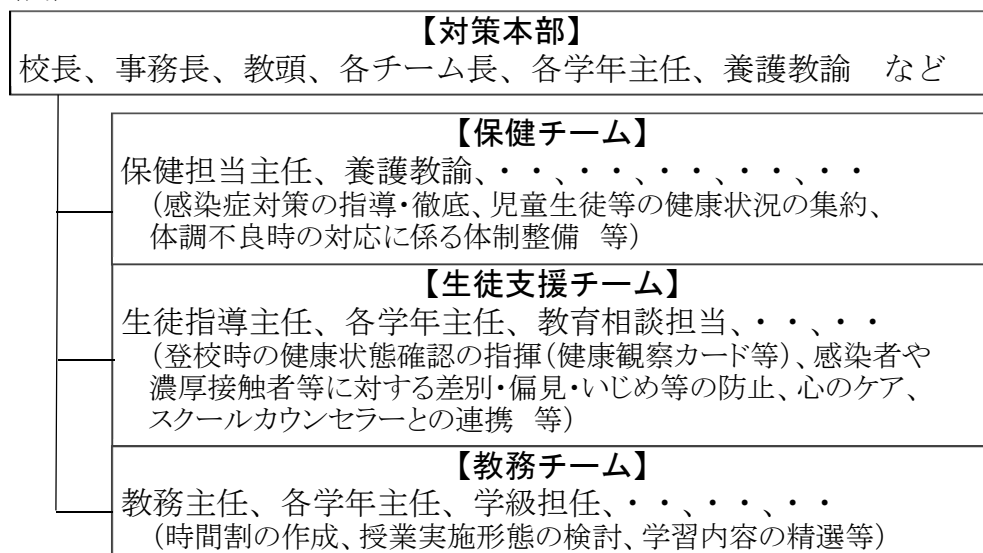 【対策本部】
校長、事務長、教頭、各チーム長、各学年主任、養護教諭　など
【保健チーム】
保健担当主任、養護教諭、・・、・・、・・、・・、・・
（感染症対策の指導・徹底、児童生徒等の健康状況の集約、
体調不良時の対応に係る体制整備　等）
【生徒支援チーム】
生徒指導主任、各学年主任、教育相談担当、・・、・・
（登校時の健康状態確認の指揮（健康観察カード等）、感染者や
濃厚接触者等に対する差別・偏見・いじめ等の防止、心のケア、
スクールカウンセラーとの連携　等）
【教務チーム】
教務主任、各学年主任、学級担任、・・、・・、・・
（時間割の作成、授業実施形態の検討、学習内容の精選等）